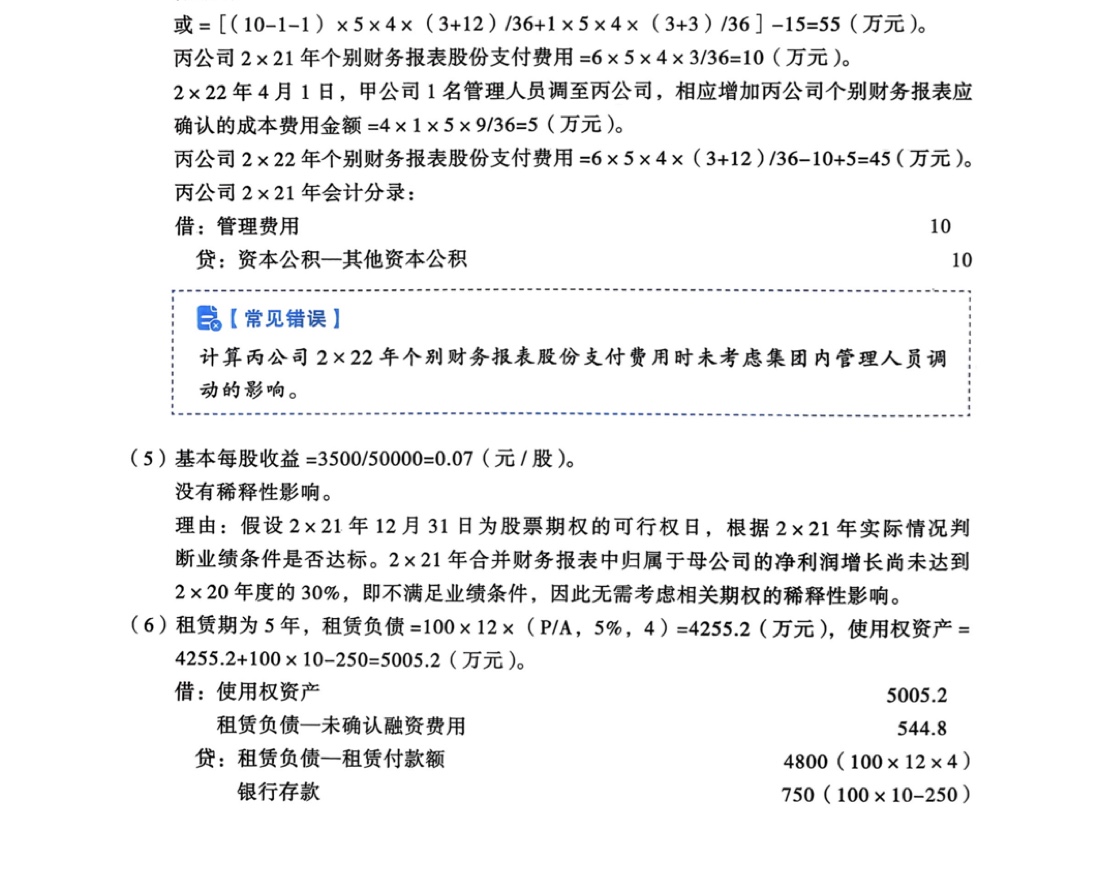 或 = [（10-1-1）× 5 × 4 ×（3+12）/36+1 × 5 × 4 ×（3+3）/36 ] -15=55（万元）。
丙公司 2 × 21 年个别财务报表股份支付费用 =6 × 5 × 4 × 3/36=10（万元）。
2 × 22 年 4 月 1 日，甲公司 1 名管理人员调至丙公司，相应增加丙公司个别财务报表应
确认的成本费用金额 =4 × 1 × 5 × 9/36=5（万元）。
丙公司 2 × 22 年个别财务报表股份支付费用 =6 × 5 × 4 ×（3+12）/36-10+5=45（万元）。
丙公司 2 × 21 年会计分录：
借：管理费用 10
贷：资本公积—其他资本公积 10
【常见错误】
计算丙公司 2 × 22 年个别财务报表股份支付费用时未考虑集团内管理人员调
动的影响。
（5）基本每股收益 =3500/50000=0.07（元 / 股）。
没有稀释性影响。
理由：假设 2 × 21 年 12 月 31 日为股票期权的可行权日，根据 2 × 21 年实际情况判
断业绩条件是否达标。2 × 21 年合并财务报表中归属于母公司的净利润增长尚未达到
2 × 20 年度的 30%，即不满足业绩条件，因此无需考虑相关期权的稀释性影响。
（6）租赁期为 5 年，租赁负债 =100 × 12 ×（P/A，5%，4）=4255.2（万元），使用权资产 =
4255.2+100 × 10-250=5005.2（万元）。
借：使用权资产 5005.2
租赁负债—未确认融资费用 544.8
贷：租赁负债—租赁付款额 4800（100 × 12 × 4）
银行存款 750（100 × 10-250）